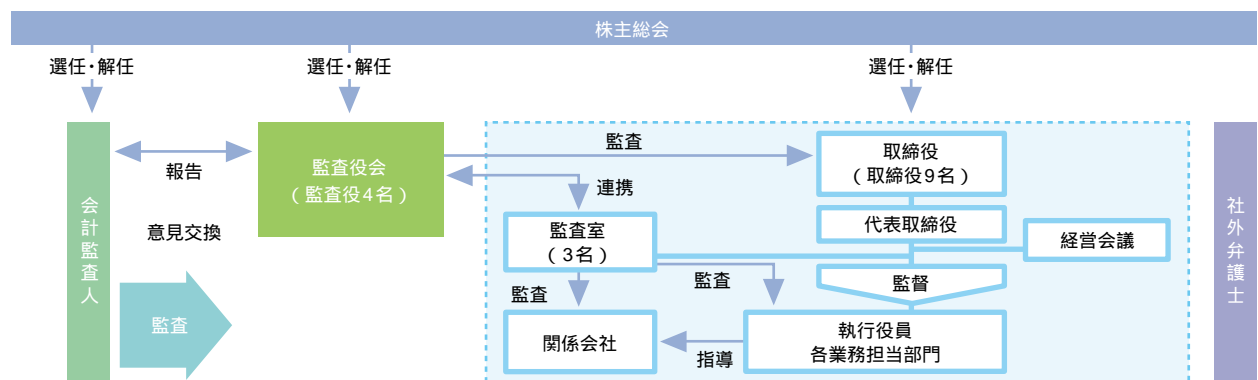 株主総会
選任・解任
選任・解任
選任・解任
会計監査人
報告
意見交換
監査
監査役会
(監査役4名)
監査
連携
取締役
(取締役9名)
代表取締役
経営会議
監査室
(3名)
監督
監査
監査
関係会社
指導
執行役員
各業務担当部門
社外弁護士